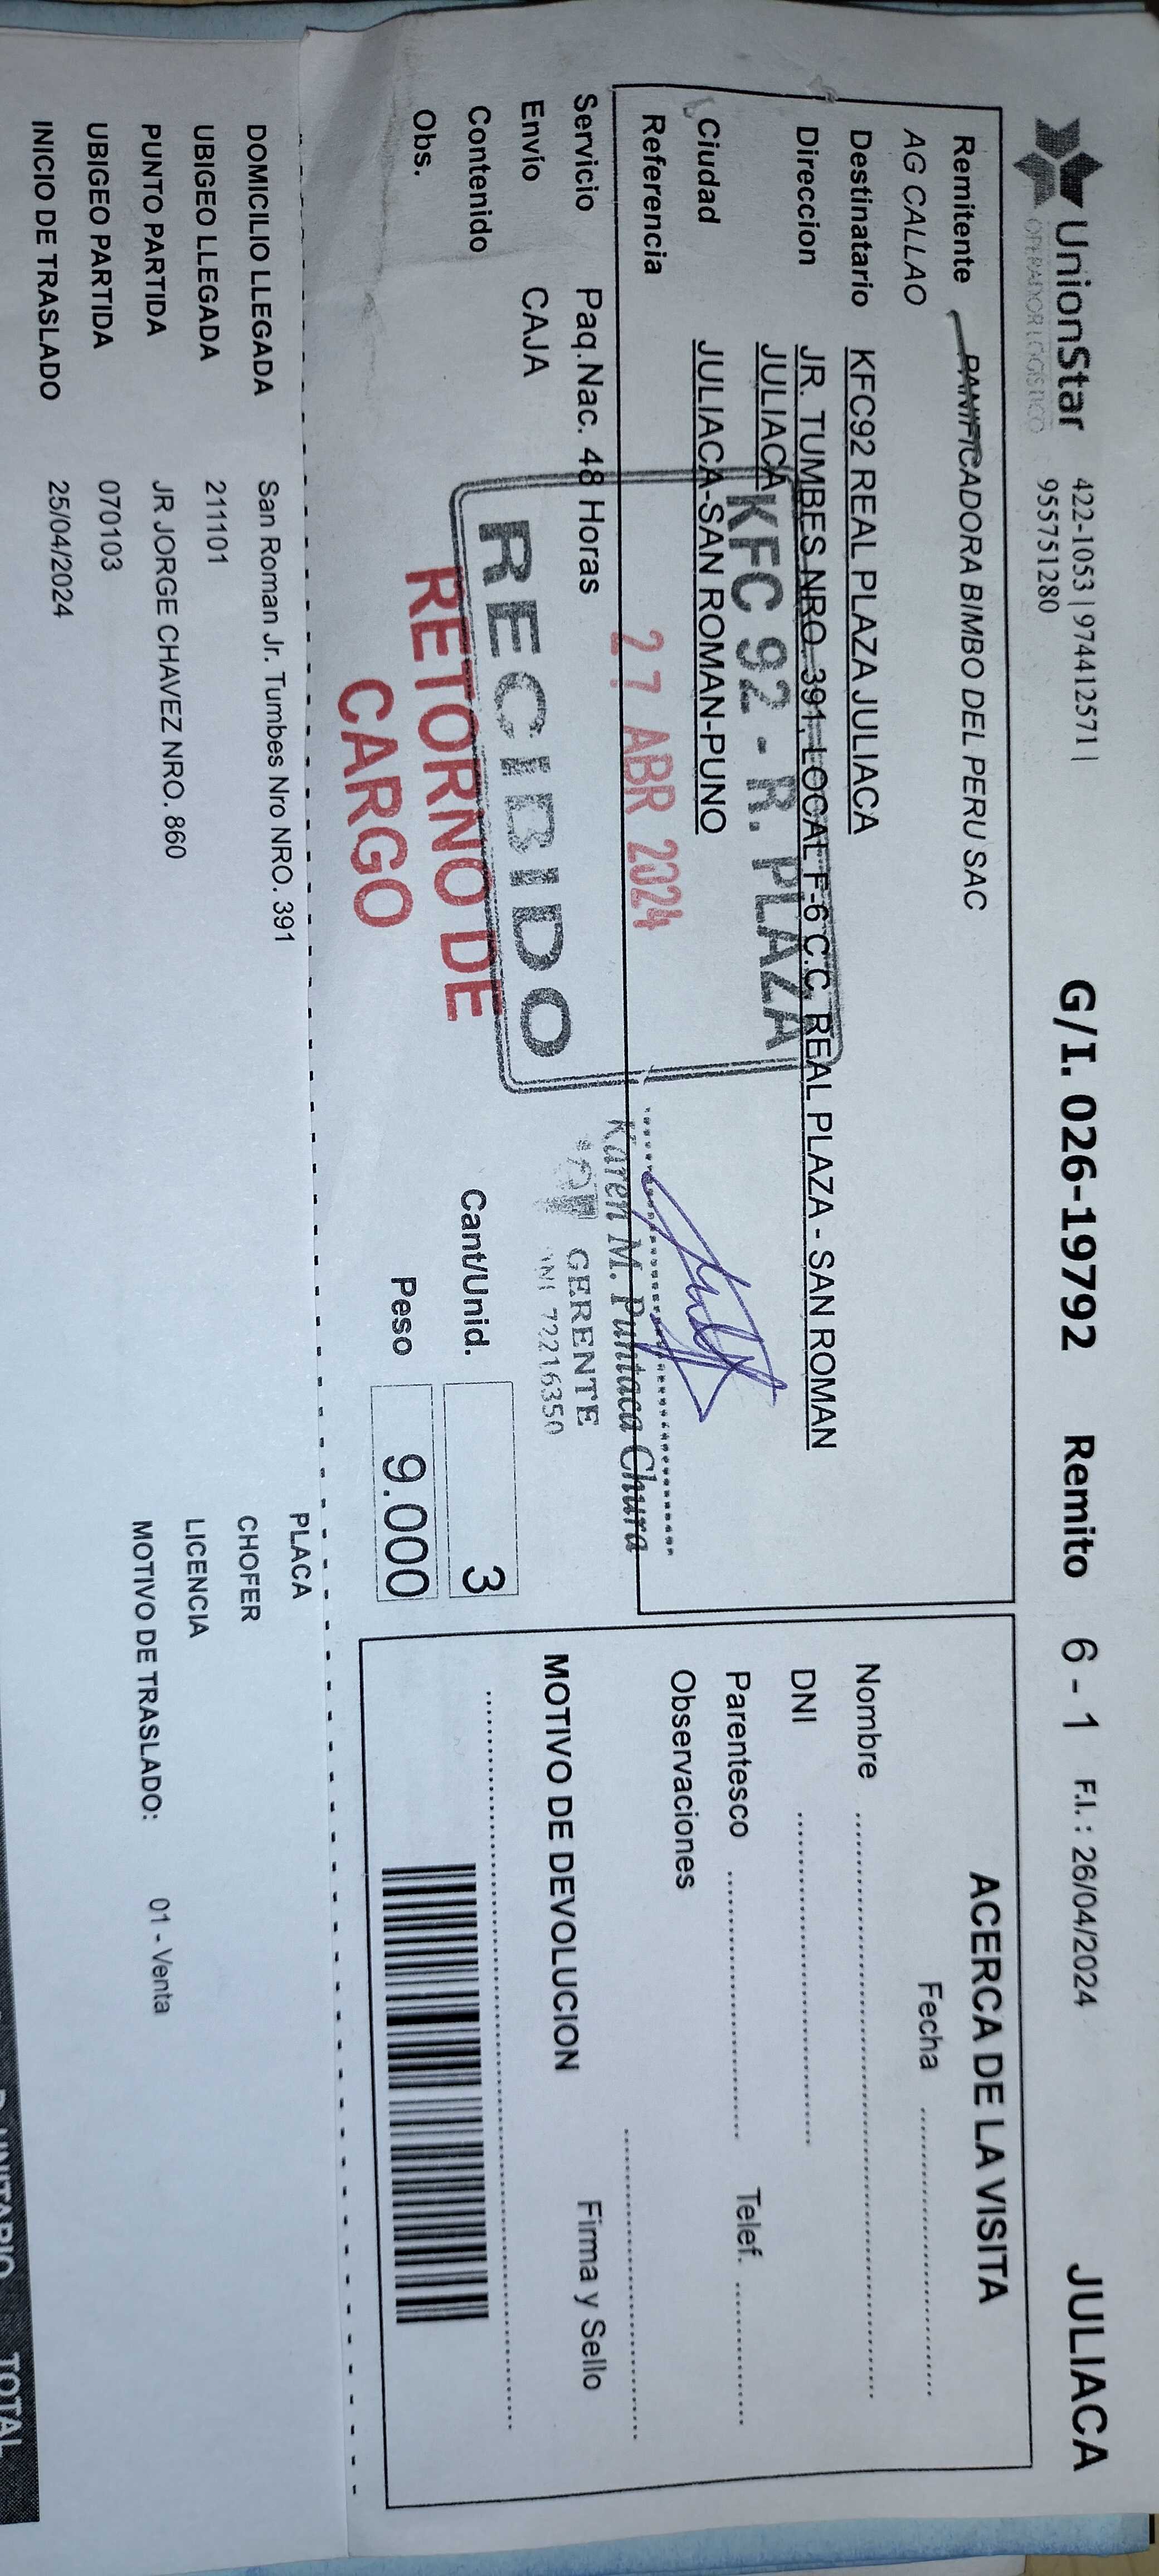 UnionStar
OPERADOR LOGISTICO
422-1053 | 974412571 |
955751280
G/I. 026-19792 Remito 6 - 1 F.I. : 26/04/2024 JULIACA
Remitente PANIFICADORA BIMBO DEL PERU SAC
AG CALLAO
Destinatario KFC92 REAL PLAZA JULIACA
Direccion JR. TUMBES NRO. 391 LOCAL F-6 C.C. REAL PLAZA - SAN ROMAN
JULIACA
Ciudad JULIACA-SAN ROMAN-PUNO
Referencia
Servicio Paq.Nac. 48 Horas
Envío CAJA
Contenido
Obs.
Cant/Unid. 3
Peso 9.000
KFC 92 - R. PLAZA
27 ABR 2024
RECIBIDO
RETORNO DE
CARGO
Karen M. Puntaca Chura
GERENTE
DNI 72216350
ACERCA DE LA VISITA
Fecha
Nombre
DNI
Parentesco Telef.
Observaciones
MOTIVO DE DEVOLUCION
Firma y Sello
DOMICILIO LLEGADA San Roman Jr. Tumbes Nro NRO. 391
UBIGEO LLEGADA 211101
PUNTO PARTIDA JR JORGE CHAVEZ NRO. 860
UBIGEO PARTIDA 070103
INICIO DE TRASLADO 25/04/2024
PLACA
CHOFER
LICENCIA
MOTIVO DE TRASLADO: 01 - Venta
TOTAL